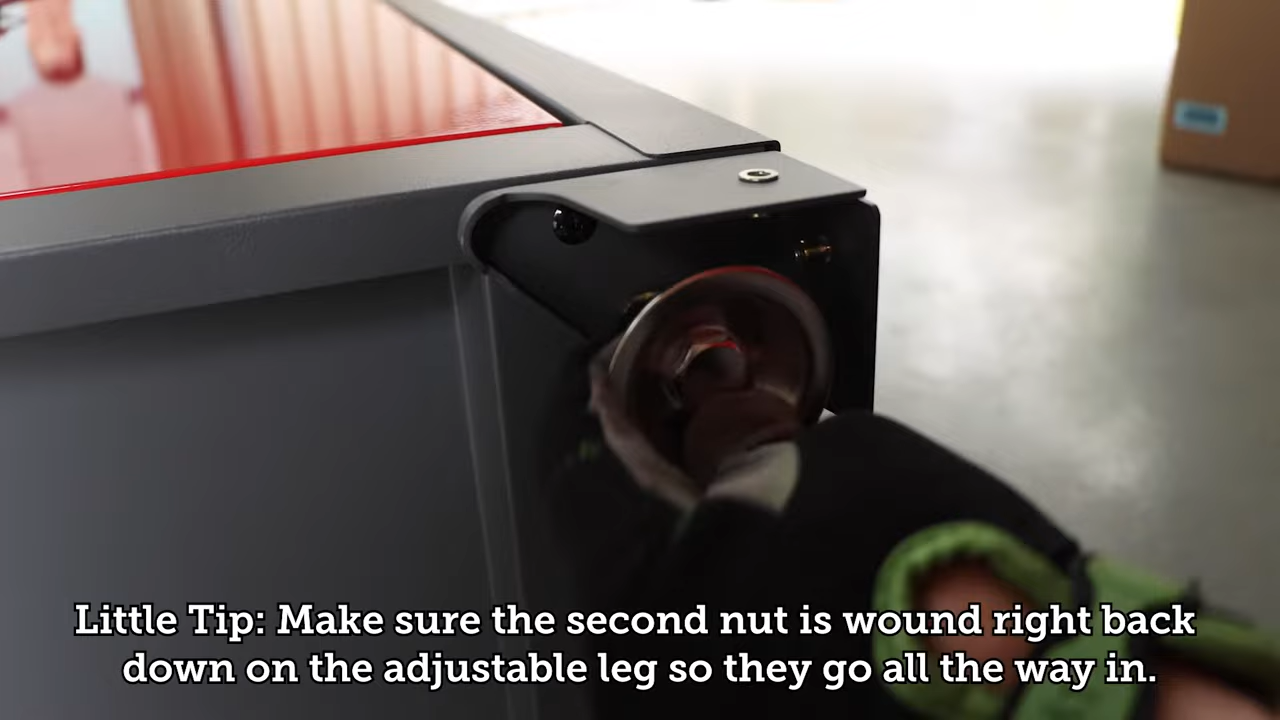 Little Tip: Make sure the second nut is wound right back
down on the adjustable leg so they go all the way in.